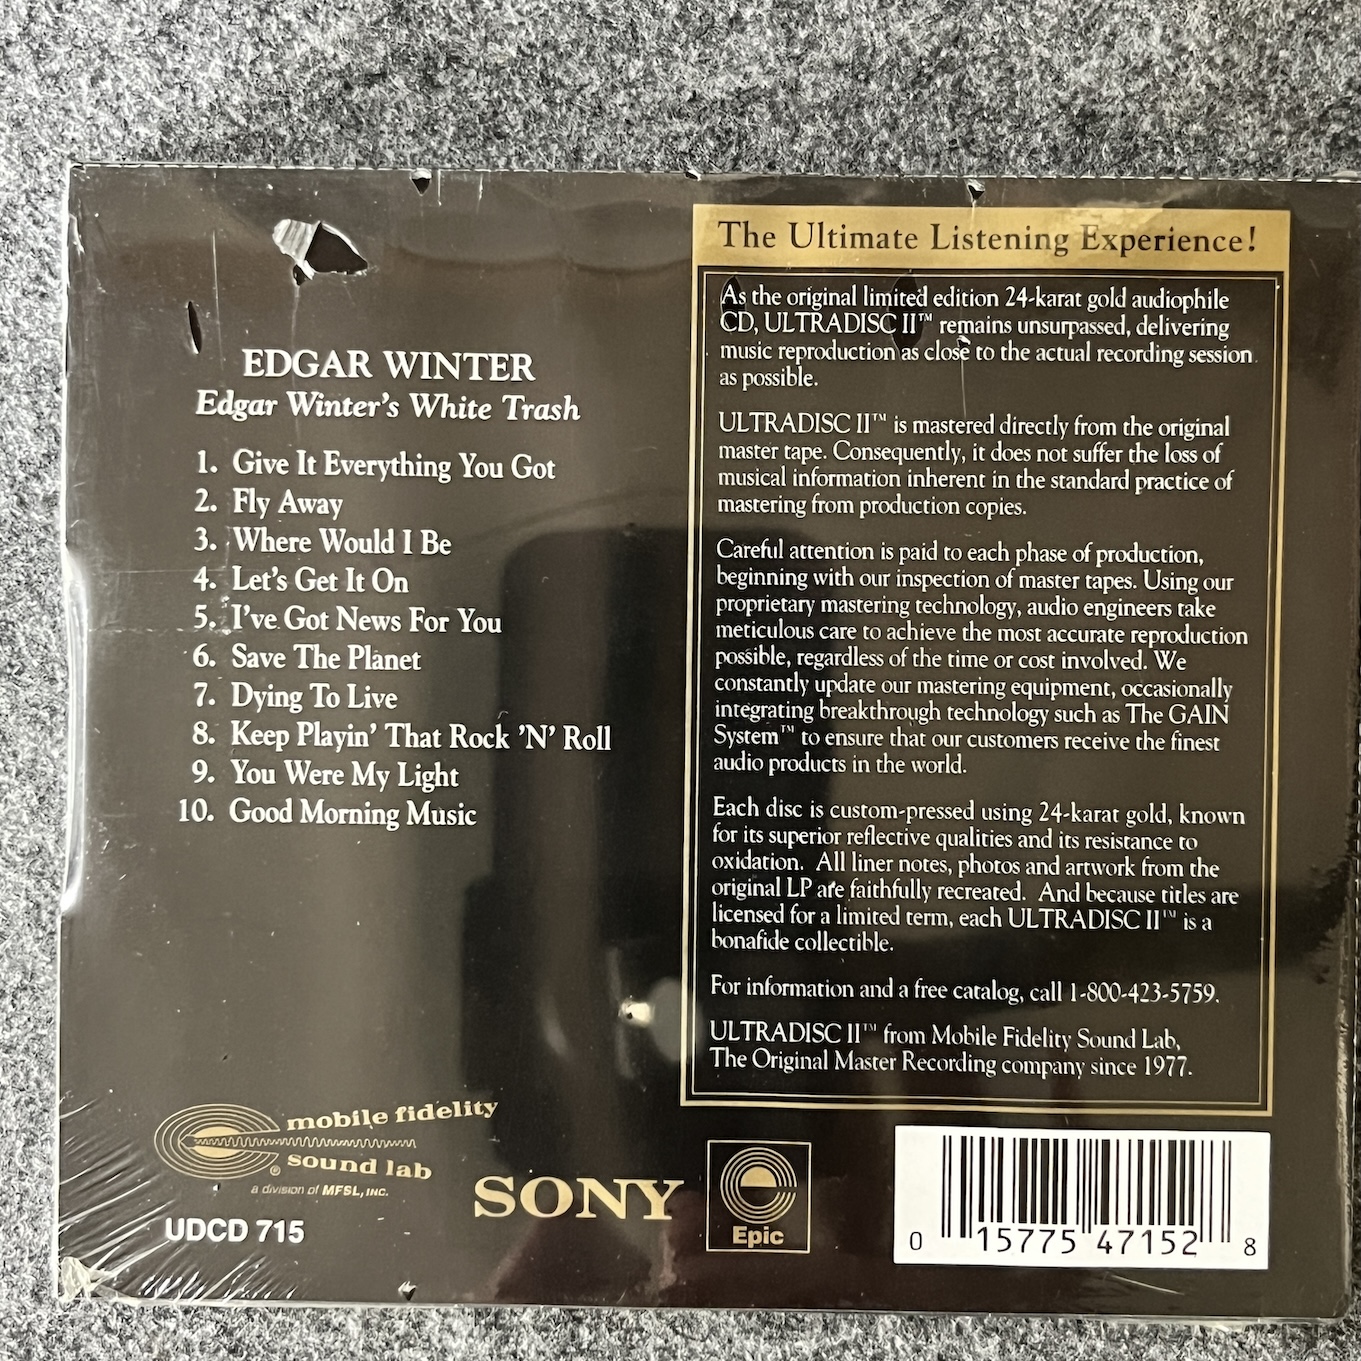 The Ultimate Listening Experience!
As the original limited edition 24-karat gold audiophile
CD, ULTRADISC II™ remains unsurpassed, delivering
music reproduction as close to the actual recording session
as possible.
ULTRADISC II™ is mastered directly from the original
master tape. Consequently, it does not suffer the loss of
musical information inherent in the standard practice of
mastering from production copies.
Careful attention is paid to each phase of production,
beginning with our inspection of master tapes. Using our
proprietary mastering technology, audio engineers take
meticulous care to achieve the most accurate reproduction
possible, regardless of the time or cost involved. We
constantly update our mastering equipment, occasionally
integrating breakthrough technology such as The GAIN
System™ to ensure that our customers receive the finest
audio products in the world.
Each disc is custom-pressed using 24-karat gold, known
for its superior reflective qualities and its resistance to
oxidation. All liner notes, photos and artwork from the
original LP are faithfully recreated. And because titles are
licensed for a limited term, each ULTRADISC II™ is a
bonafide collectible.
For information and a free catalog, call 1-800-423-5759.
ULTRADISC II™ from Mobile Fidelity Sound Lab,
The Original Master Recording company since 1977.
EDGAR WINTER
Edgar Winter's White Trash
1. Give It Everything You Got
2. Fly Away
3. Where Would I Be
4. Let's Get It On
5. I've Got News For You
6. Save The Planet
7. Dying To Live
8. Keep Playin' That Rock 'N' Roll
9. You Were My Light
10. Good Morning Music
mobile fidelity
sound lab
®
a division of MFSL, INC.
UDCD 715
SONY
Epic
0 15775 47152 8